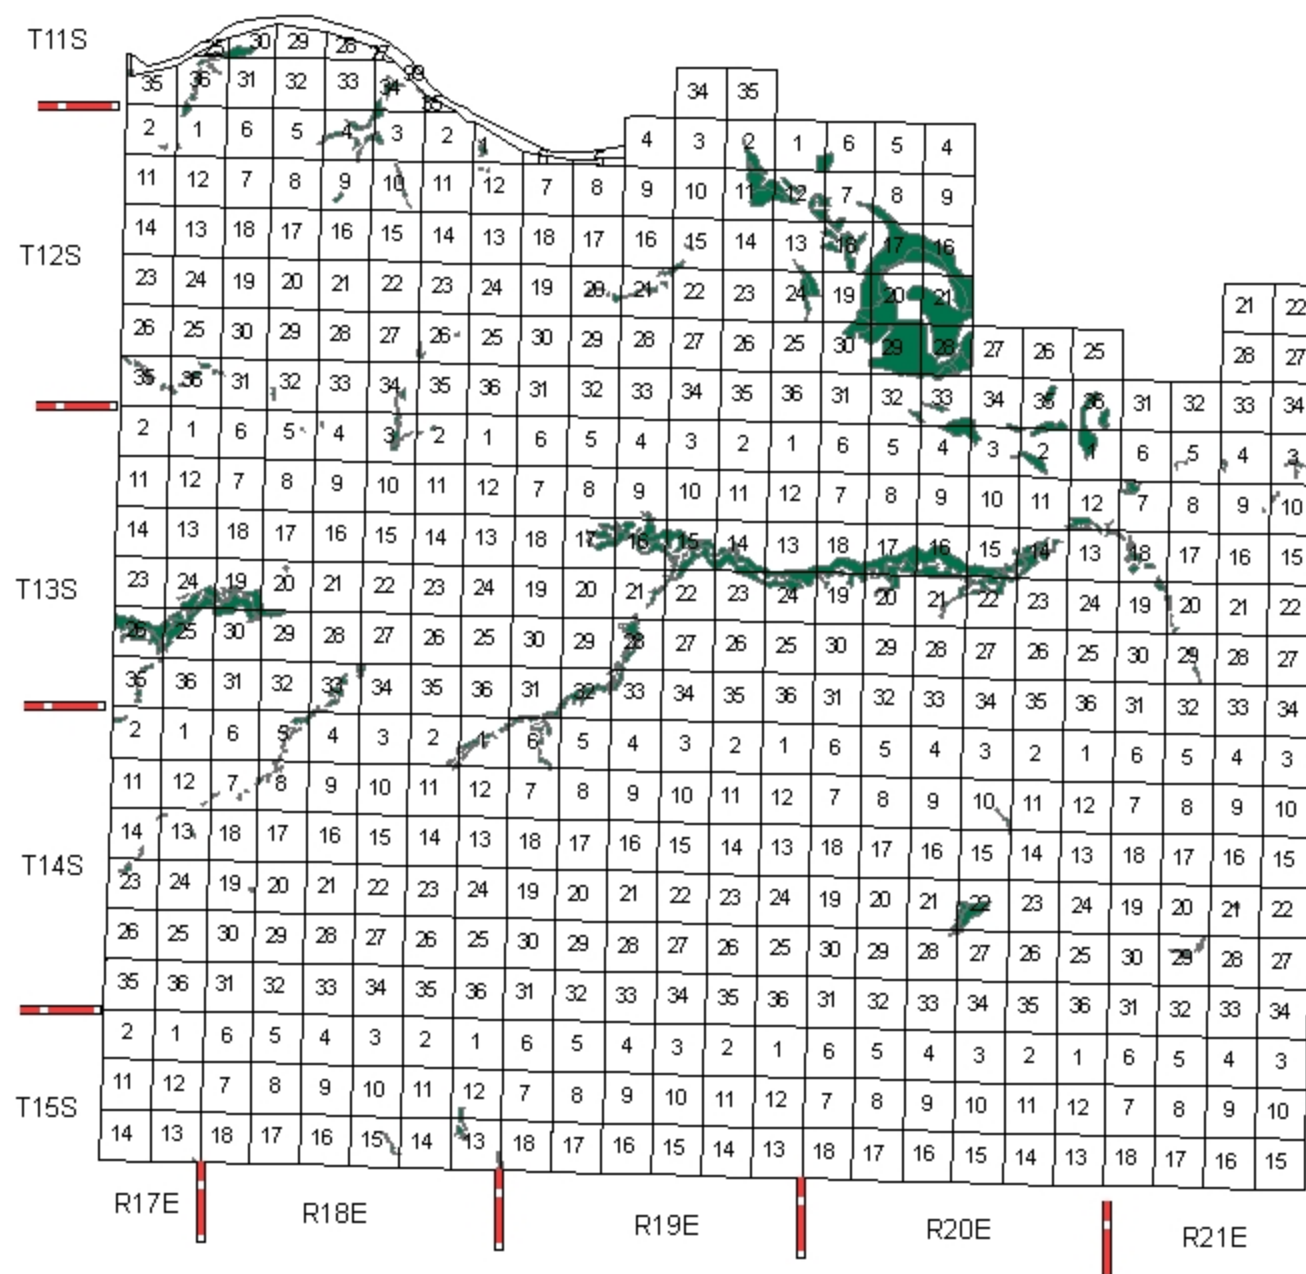 T11S
25 30 29 28 27
35 36 31 32 33 34 99 35 34 35
2 1 6 5 4 3 2 1 4 3 2 1 6 5 4
11 12 7 8 9 10 11 12 7 8 9 10 11 12 7 8 9
T12S
14 13 18 17 16 15 14 13 18 17 16 15 14 13 18 17 16
23 24 19 20 21 22 23 24 19 20 21 22 23 24 19 20 21 21 22
26 25 30 29 28 27 26 25 30 29 28 27 26 25 30 29 28 27 26 25 28 27
35 36 31 32 33 34 35 36 31 32 33 34 35 36 31 32 33 34 35 36 31 32 33 34
2 1 6 5 4 3 2 1 6 5 4 3 2 1 6 5 4 3 2 1 6 5 4 3
11 12 7 8 9 10 11 12 7 8 9 10 11 12 7 8 9 10 11 12 7 8 9 10
14 13 18 17 16 15 14 13 18 17 16 15 14 13 18 17 16 15 14 13 18 17 16 15
T13S
23 24 19 20 21 22 23 24 19 20 21 22 23 24 19 20 21 22 23 24 19 20 21 22
26 25 30 29 28 27 26 25 30 29 28 27 26 25 30 29 28 27 26 25 30 29 28 27
35 36 31 32 33 34 35 36 31 32 33 34 35 36 31 32 33 34 35 36 31 32 33 34
2 1 6 5 4 3 2 1 6 5 4 3 2 1 6 5 4 3 2 1 6 5 4 3
11 12 7 8 9 10 11 12 7 8 9 10 11 12 7 8 9 10 11 12 7 8 9 10
14 13 18 17 16 15 14 13 18 17 16 15 14 13 18 17 16 15 14 13 18 17 16 15
T14S
23 24 19 20 21 22 23 24 19 20 21 22 23 24 19 20 21 22 23 24 19 20 21 22
26 25 30 29 28 27 26 25 30 29 28 27 26 25 30 29 28 27 26 25 30 29 28 27
35 36 31 32 33 34 35 36 31 32 33 34 35 36 31 32 33 34 35 36 31 32 33 34
2 1 6 5 4 3 2 1 6 5 4 3 2 1 6 5 4 3 2 1 6 5 4 3
T15S
11 12 7 8 9 10 11 12 7 8 9 10 11 12 7 8 9 10 11 12 7 8 9 10
14 13 18 17 16 15 14 13 18 17 16 15 14 13 18 17 16 15 14 13 18 17 16 15
R17E R18E R19E R20E R21E